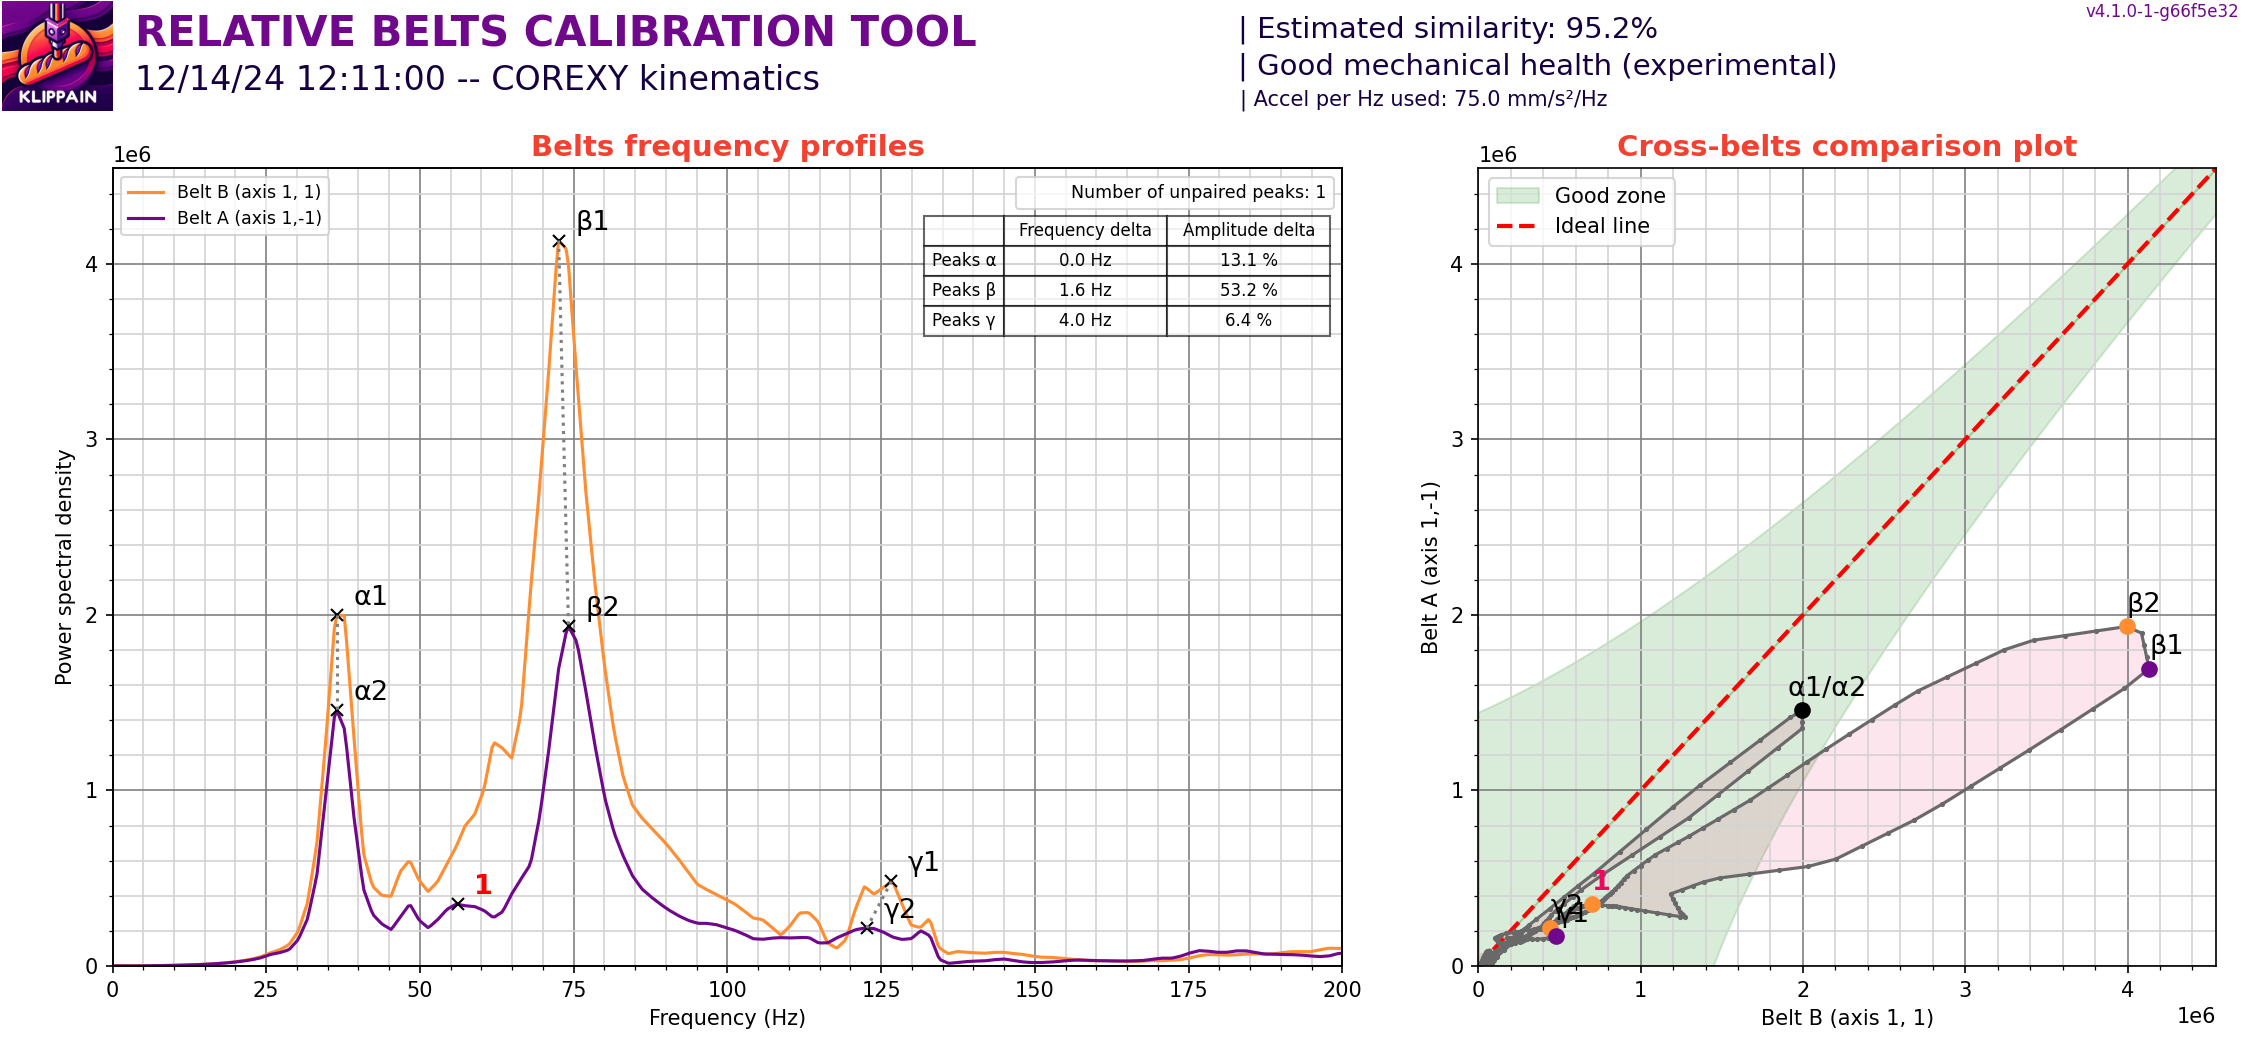 KLIPPAIN
RELATIVE BELTS CALIBRATION TOOL
12/14/24 12:11:00 -- COREXY kinematics
| Estimated similarity: 95.2%
| Good mechanical health (experimental)
| Accel per Hz used: 75.0 mm/s²/Hz
v4.1.0-1-g66f5e32
Belts frequency profiles
1e6
Belt B (axis 1, 1)
Belt A (axis 1,-1)
Number of unpaired peaks: 1
Frequency delta Amplitude delta
Peaks α 0.0 Hz 13.1 %
Peaks β 1.6 Hz 53.2 %
Peaks γ 4.0 Hz 6.4 %
β1
β2
α1
α2
1
γ1
γ2
4
3
2
1
0
Power spectral density
0 25 50 75 100 125 150 175 200
Frequency (Hz)
Cross-belts comparison plot
1e6
Good zone
Ideal line
β2
β1
α1/α2
1
γ2
γ1
4
3
2
1
0
Belt A (axis 1,-1)
0 1 2 3 4
Belt B (axis 1, 1)
1e6